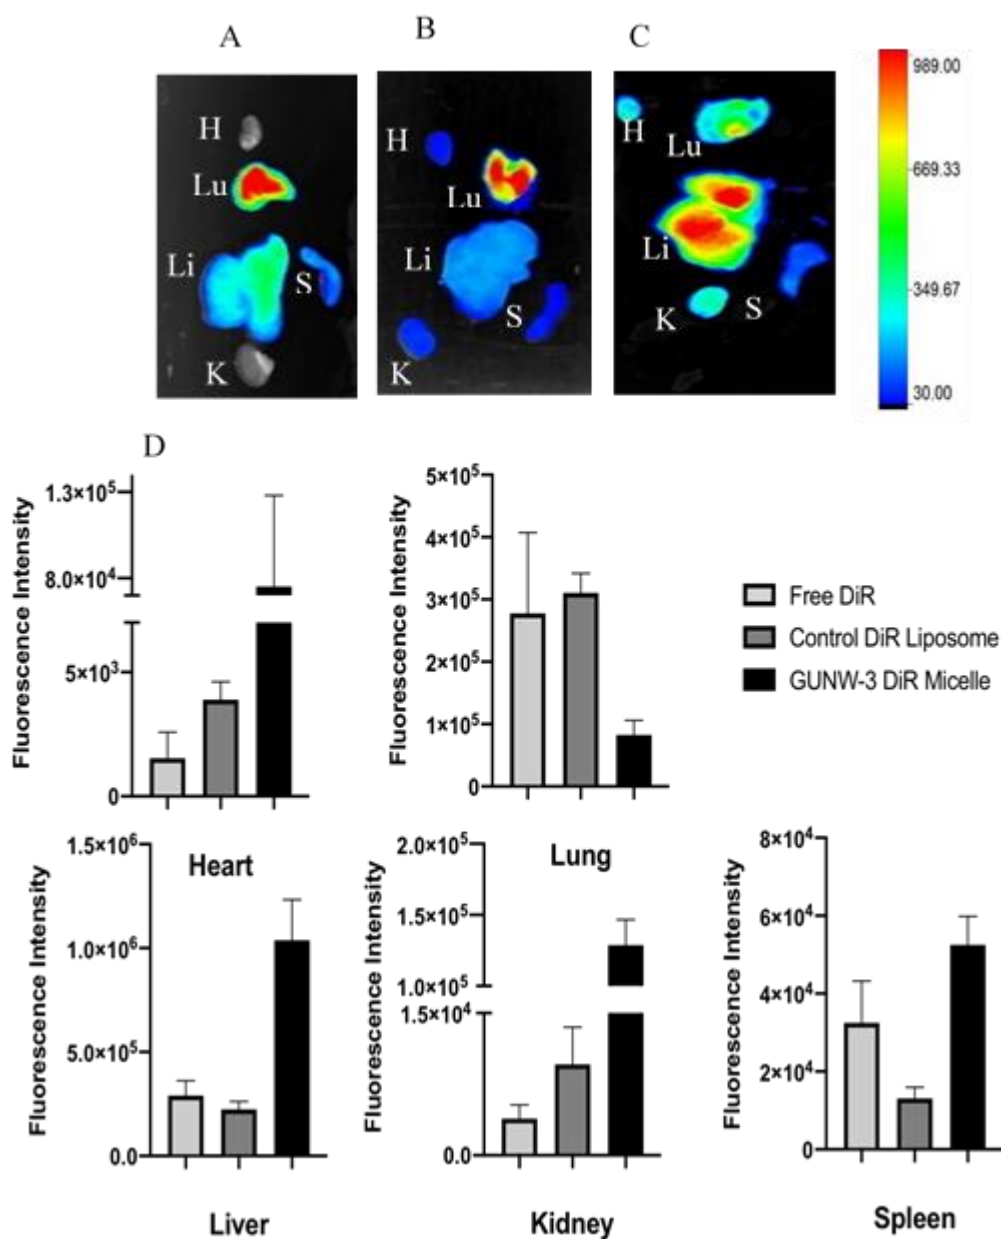 A
B
C
H
Lu
Li
S
K
H
Lu
Li
S
K
H
Lu
Li
K
S
989.00
669.33
349.67
30.00
D
Fluorescence Intensity
1.3×10⁵
8.0×10⁴
5×10³
0
Heart
Fluorescence Intensity
5×10⁵
4×10⁵
3×10⁵
2×10⁵
1×10⁵
0
Lung
Free DiR
Control DiR Liposome
GUNW-3 DiR Micelle
Fluorescence Intensity
1.5×10⁶
1.0×10⁶
5.0×10⁵
0.0
Liver
Fluorescence Intensity
2.0×10⁵
1.5×10⁵
1.0×10⁵
1.5×10⁴
0.0
Kidney
Fluorescence Intensity
8×10⁴
6×10⁴
4×10⁴
2×10⁴
0
Spleen